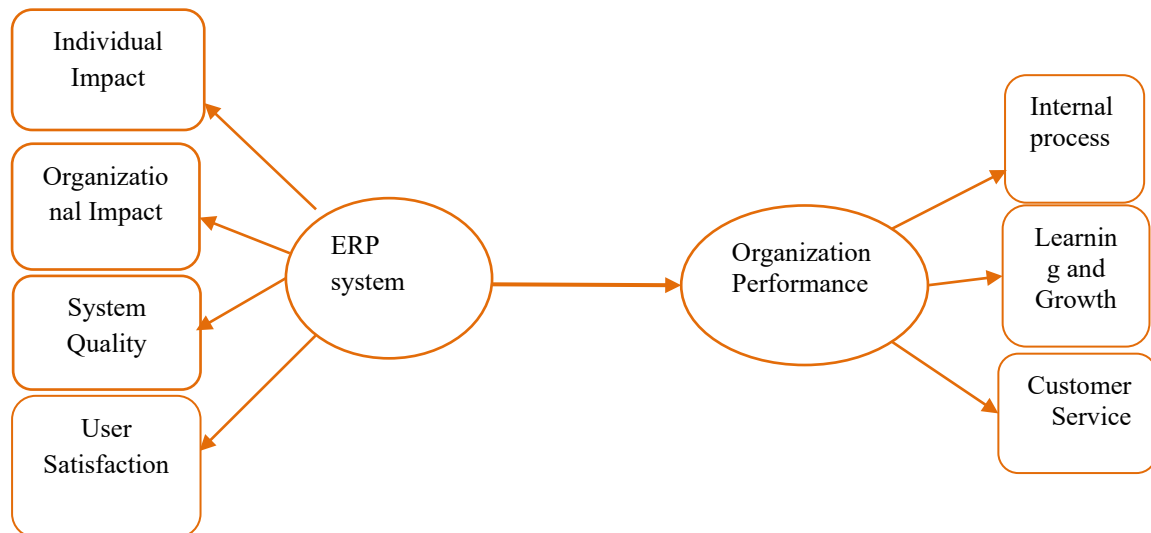 Individual
Impact
Organizatio
nal Impact
System
Quality
User
Satisfaction
ERP
system
Organization
Performance
Internal
process
Learnin
g and
Growth
Customer
Service